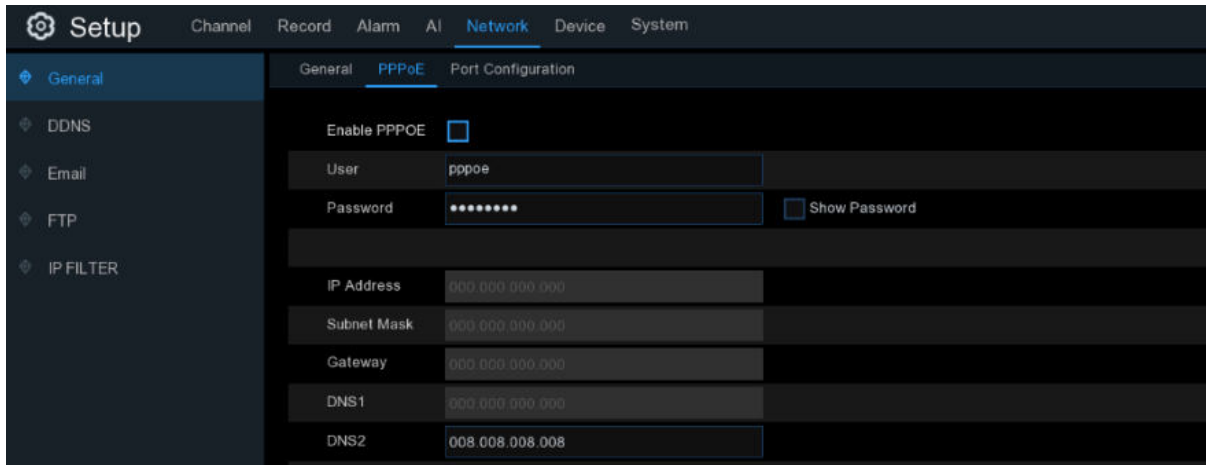 Setup Channel Record Alarm AI Network Device System
General
DDNS
Email
FTP
IP FILTER
General PPPoE Port Configuration
Enable PPPOE
User pppoe
Password •••••••• Show Password
IP Address 000.000.000.000
Subnet Mask 000.000.000.000
Gateway 000.000.000.000
DNS1 000.000.000.000
DNS2 008.008.008.008